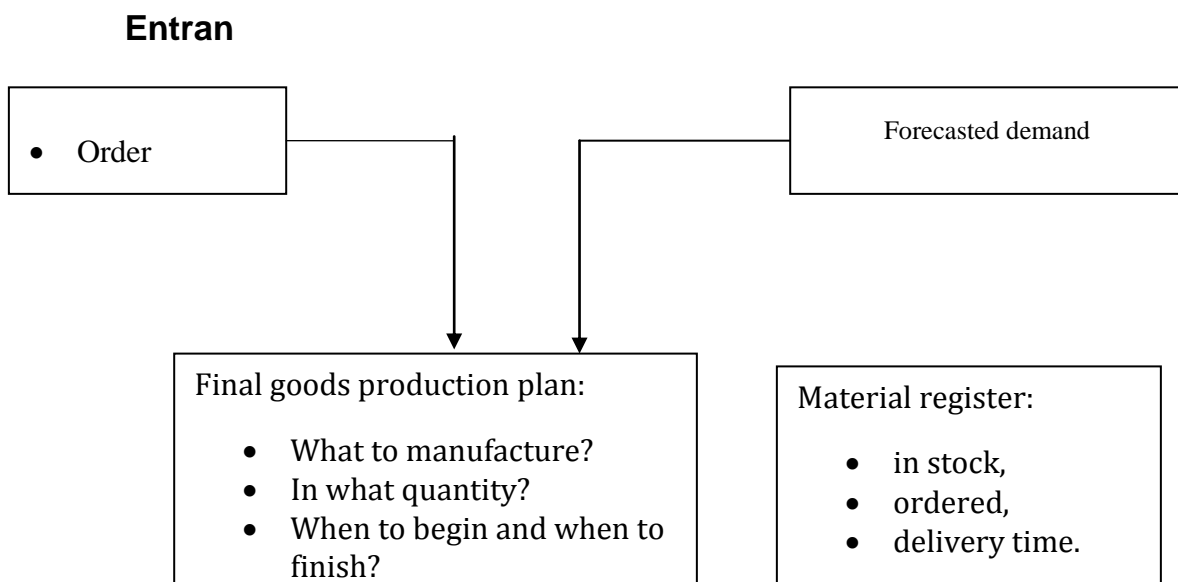 Entran
• Order
Forecasted demand
Final goods production plan:
• What to manufacture?
• In what quantity?
• When to begin and when to
finish?
Material register:
• in stock,
• ordered,
• delivery time.